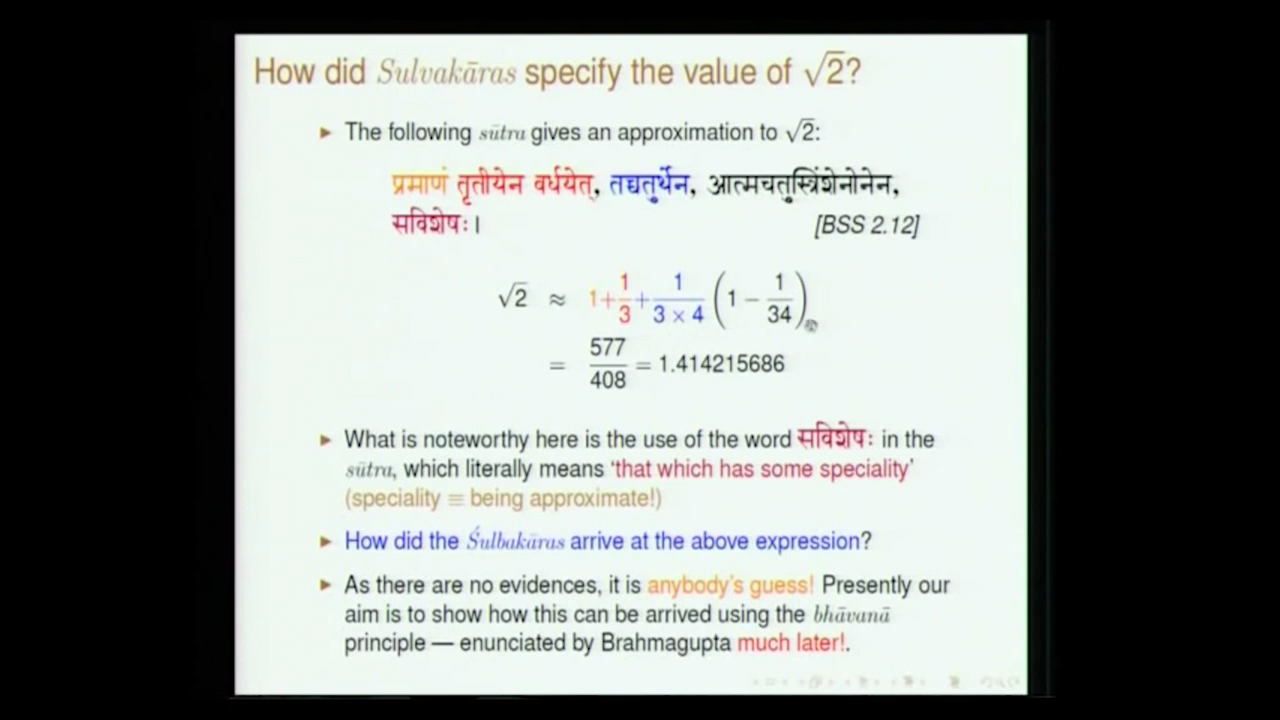 How did Sulvakāras specify the value of √2?
▸ The following sūtra gives an approximation to √2:
प्रमाणं तृतीयेन वर्धयेत्, तच्चतुर्थेन, आत्मचतुस्त्रिंशेनोनेन,
सविशेषः। [BSS 2.12]
√2 ≈ 1 + 1/3 + 1/(3 × 4) (1 − 1/34)
= 577/408 = 1.414215686
▸ What is noteworthy here is the use of the word सविशेषः in the
sūtra, which literally means ‘that which has some speciality’
(speciality ≡ being approximate!)
▸ How did the Śulbakāras arrive at the above expression?
▸ As there are no evidences, it is anybody's guess! Presently our
aim is to show how this can be arrived using the bhāvanā
principle — enunciated by Brahmagupta much later!.